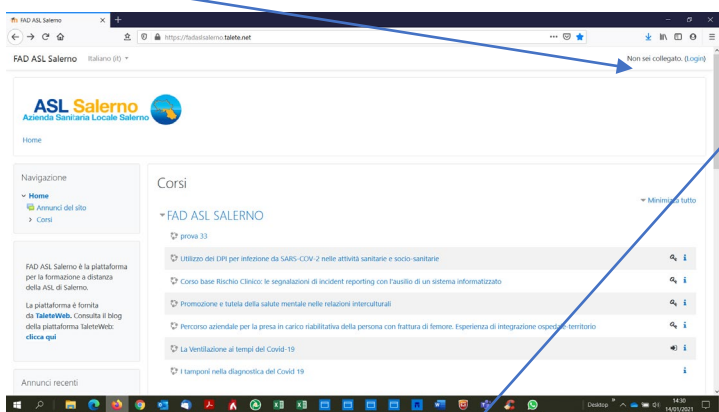 FAD ASL Salerno
https://fadaslsalerno.talete.net
FAD ASL Salerno Italiano (it)
Non sei collegato. (Login)
ASL Salerno
Azienda Sanitaria Locale Salerno
Home
Navigazione
Home
Annunci del sito
Corsi
FAD ASL Salerno è la piattaforma
per la formazione a distanza
della ASL di Salerno.
La piattaforma è fornita
da TaleteWeb. Consulta il blog
della piattaforma TaleteWeb:
clicca qui
Annunci recenti
Corsi
Minimizza tutto
FAD ASL SALERNO
prova 33
Utilizzo dei DPI per infezione da SARS-COV-2 nelle attività sanitarie e socio-sanitarie
Corso base Rischio Clinico: le segnalazioni di incident reporting con l'ausilio di un sistema informatizzato
Promozione e tutela della salute mentale nelle relazioni interculturali
Percorso aziendale per la presa in carico riabilitativa della persona con frattura di femore. Esperienza di integrazione ospedale-territorio
La Ventilazione ai tempi del Covid-19
I tamponi nella diagnostica del Covid 19
Desktop
14:30
14/01/2021